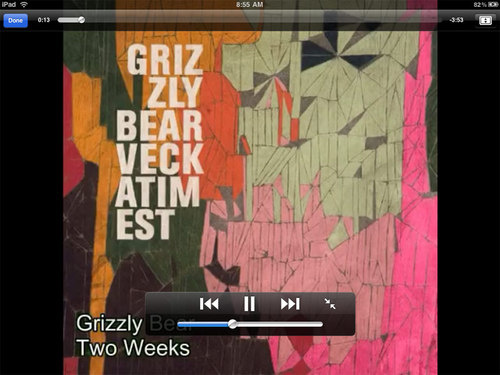 iPad 8:55 AM 82%
Done 0:13 -3:53
GRIZ
ZLY
BEAR
VECK
ATIM
EST
Grizzly Bear
Two Weeks